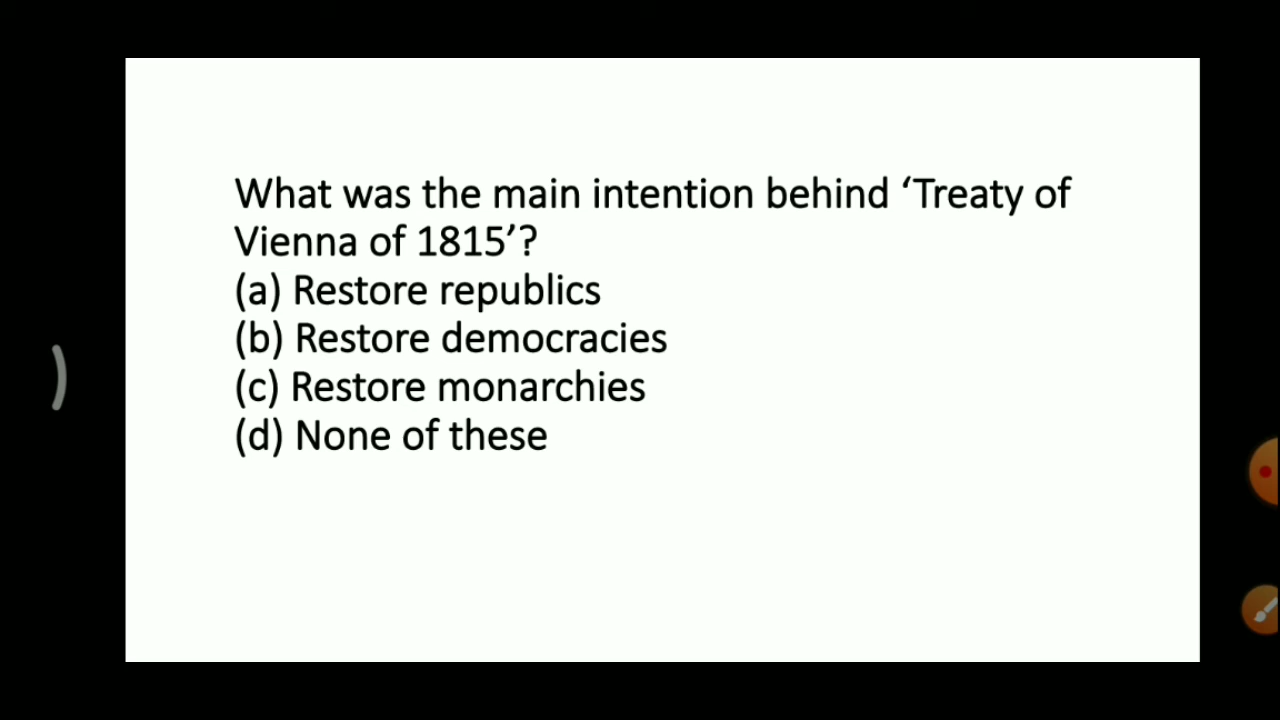 What was the main intention behind ‘Treaty of
Vienna of 1815’?
(a) Restore republics
(b) Restore democracies
(c) Restore monarchies
(d) None of these